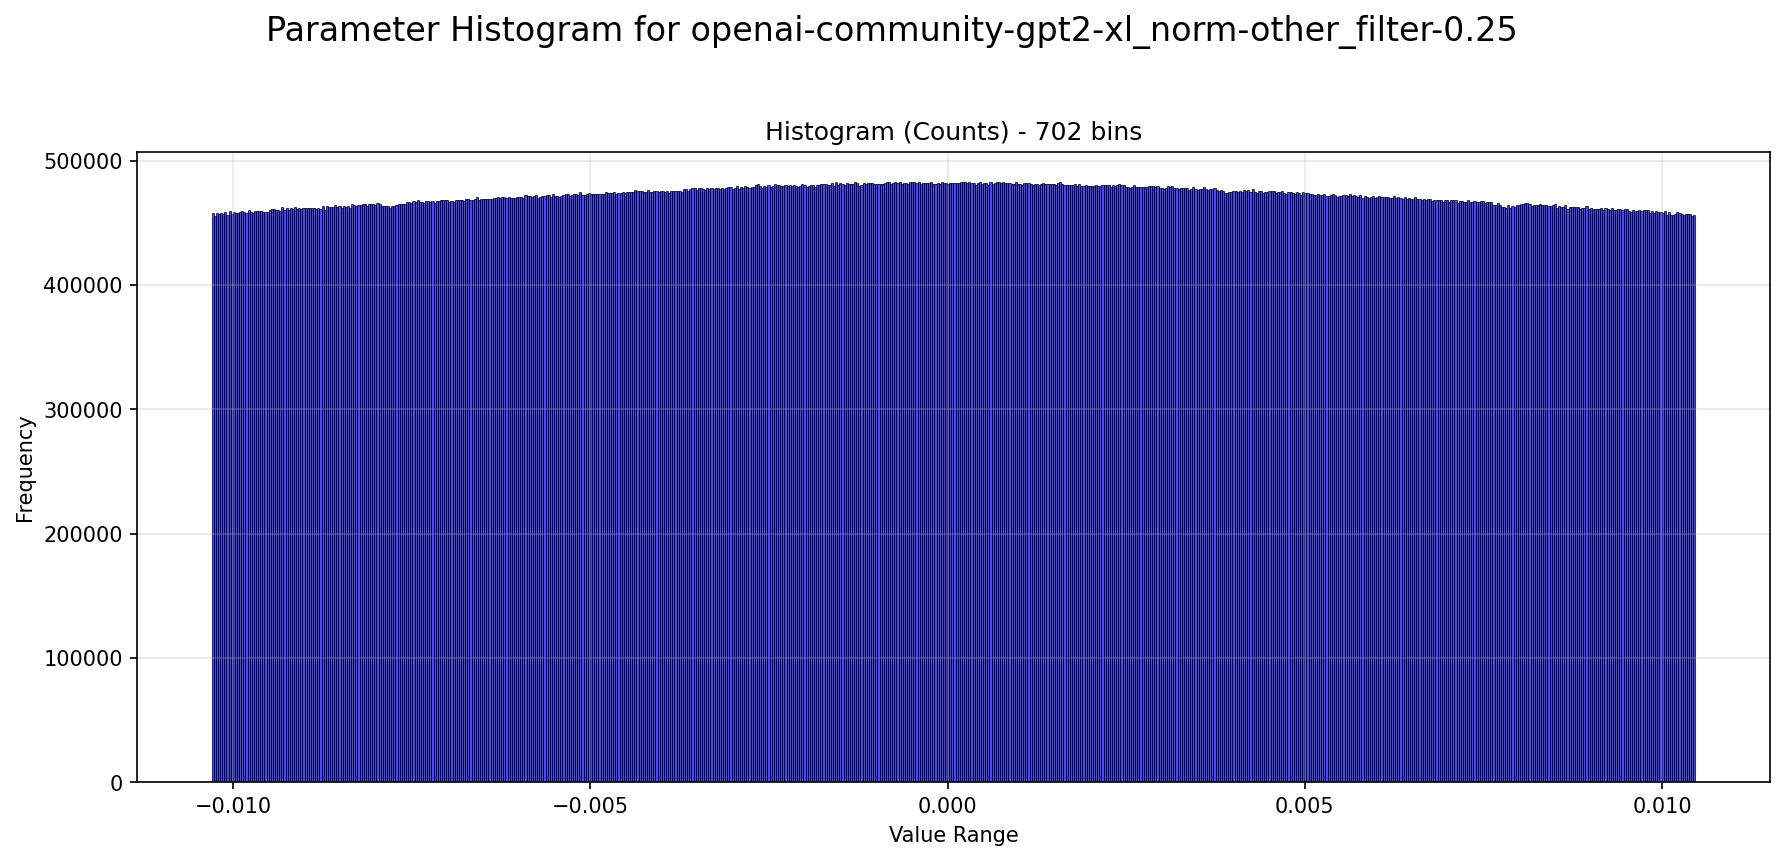 Parameter Histogram for openai-community-gpt2-xl_norm-other_filter-0.25
Histogram (Counts) - 702 bins
500000
400000
300000
200000
100000
0
Frequency
−0.010
−0.005
0.000
0.005
0.010
Value Range